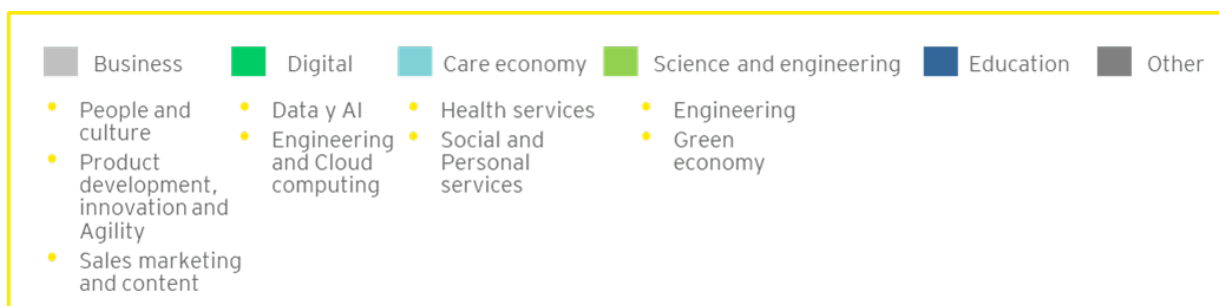 Business
Digital
Care economy
Science and engineering
Education
Other
People and
culture
Product
development,
innovation and
Agility
Sales marketing
and content
Data y AI
Engineering
and Cloud
computing
Health services
Social and
Personal
services
Engineering
Green
economy